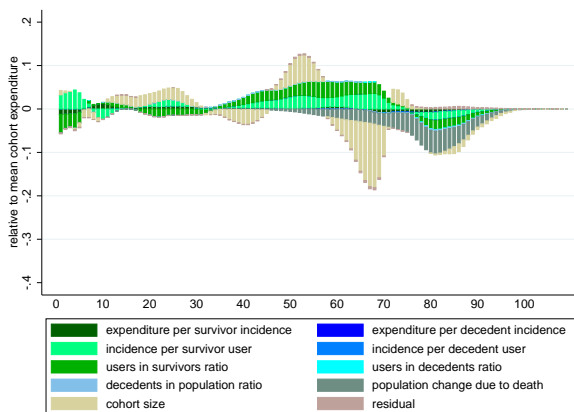 .2
.1
0
-.1
-.2
-.3
-.4
relative to mean cohort expenditure
0 10 20 30 40 50 60 70 80 90 100
expenditure per survivor incidence expenditure per decedent incidence
incidence per survivor user incidence per decedent user
users in survivors ratio users in decedents ratio
decedents in population ratio population change due to death
cohort size residual